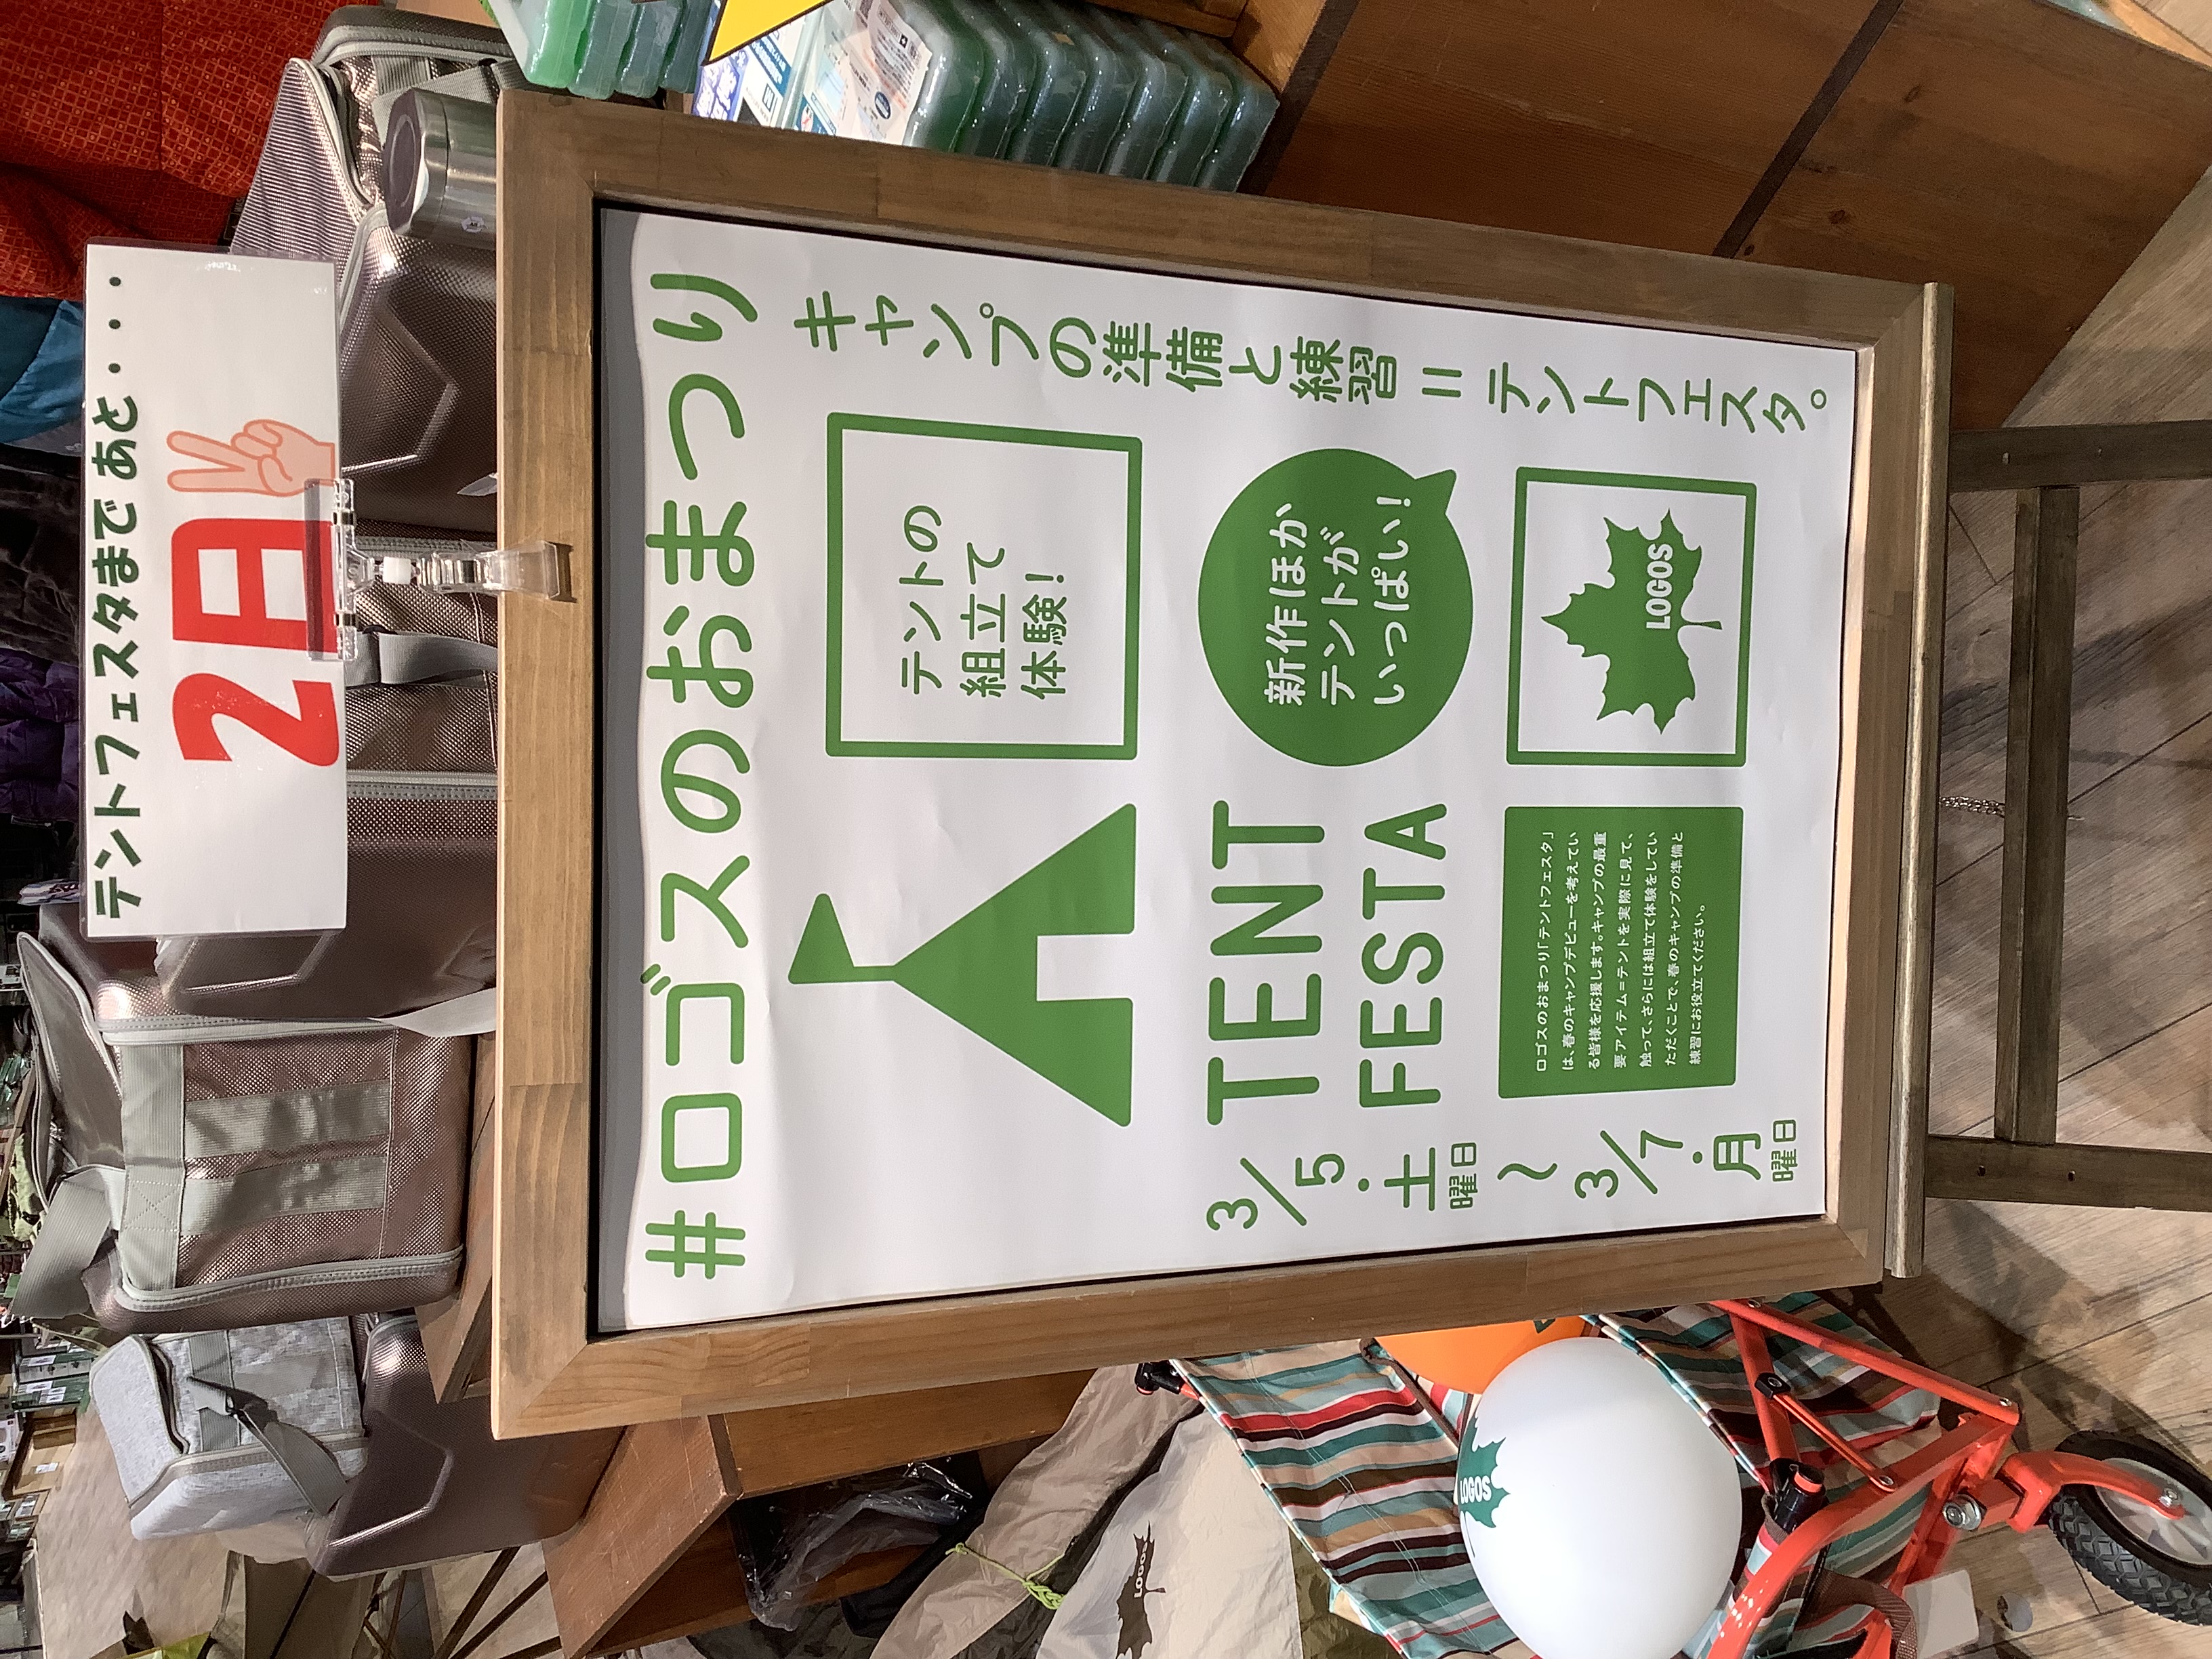 テントフェスタまであと・・・
2日
#ロゴスのおまつり
キャンプの準備と練習=テントフェスタ。
テントの
組立て
体験!
TENT
FESTA
新作ほか
テントが
いっぱい!
3/5
土
曜日
〜
3/7
月
曜日
ロゴスのおまつり「テントフェスタ」
は、春のキャンプデビューを考えてい
る皆様を応援します。キャンプの最重
要アイテム=テントを実際に見て、
触って、さらには組立て体験をしてい
ただくことで、春のキャンプの準備と
練習にお役立てください。
LOGOS
LOGOS
LOGOS